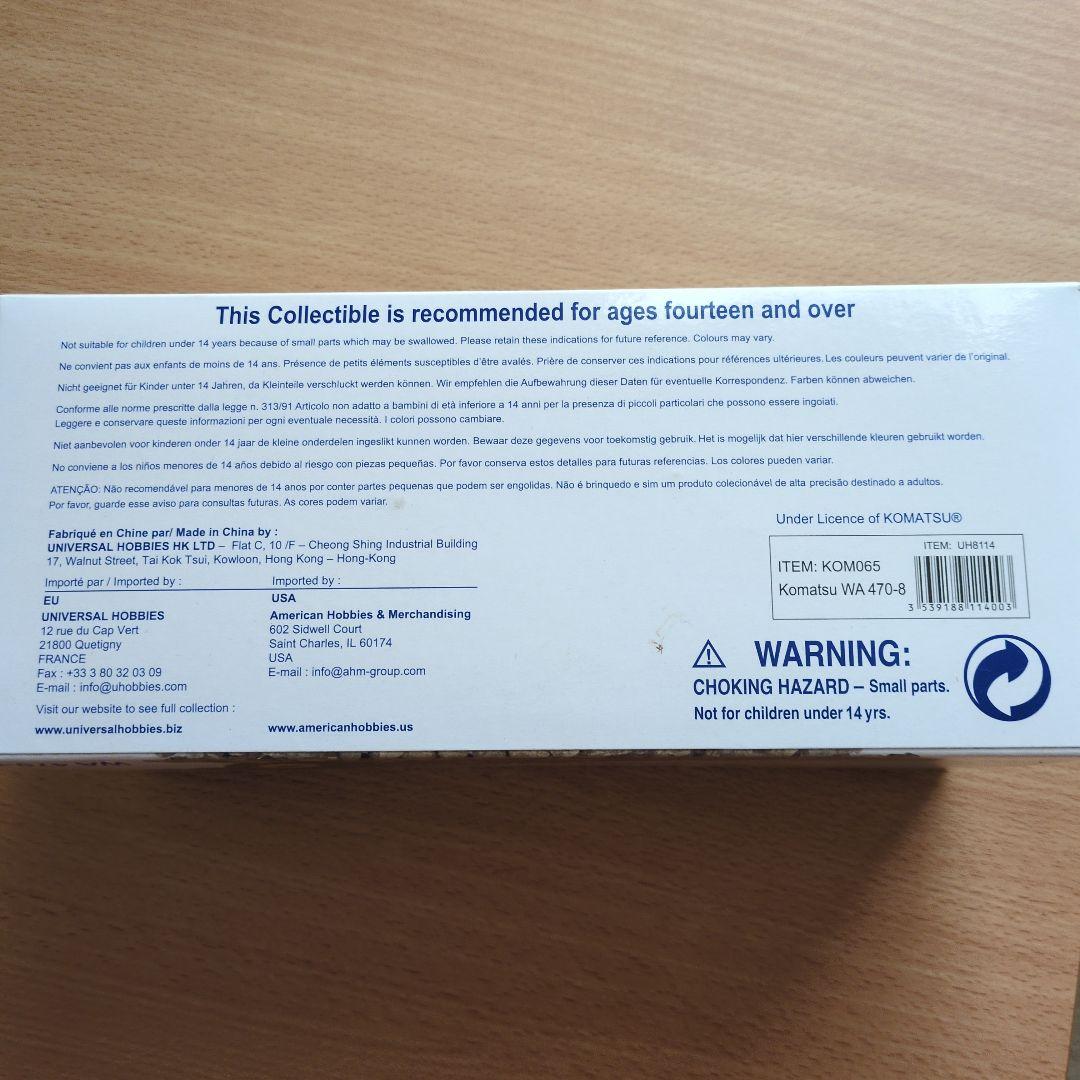 This Collectible is recommended for ages fourteen and over
Not suitable for children under 14 years because of small parts which may be swallowed. Please retain these indications for future reference. Colours may vary.
Ne convient pas aux enfants de moins de 14 ans. Présence de petits éléments susceptibles d'être avalés. Prière de conserver ces indications pour références ultérieures. Les couleurs peuvent varier de l'original.
Nicht geeignet für Kinder unter 14 Jahren, da Kleinteile verschluckt werden können. Wir empfehlen die Aufbewahrung dieser Daten für eventuelle Korrespondenz. Farben können abweichen.
Conforme alle norme prescritte dalla legge n. 313/91 Articolo non adatto a bambini di età inferiore a 14 anni per la presenza di piccoli particolari che possono essere ingoiati.
Leggere e conservare queste informazioni per ogni eventuale necessità. I colori possono cambiare.
Niet aanbevolen voor kinderen onder 14 jaar de kleine onderdelen ingeslikt kunnen worden. Bewaar deze gegevens voor toekomstig gebruik. Het is mogelijk dat hier verschillende kleuren gebruikt worden.
No conviene a los niños menores de 14 años debido al riesgo con piezas pequeñas. Por favor conserva estos detalles para futuras referencias. Los colores pueden variar.
ATENÇÃO: Não recomendável para menores de 14 anos por conter partes pequenas que podem ser engolidas. Não é brinquedo e sim um produto colecionável de alta precisão destinado a adultos.
Por favor, guarde esse aviso para consultas futuras. As cores podem variar.
Fabriqué en Chine par/ Made in China by :
UNIVERSAL HOBBIES HK LTD – Flat C, 10 /F – Cheong Shing Industrial Building
17, Walnut Street, Tai Kok Tsui, Kowloon, Hong Kong – Hong-Kong
Importé par / Imported by :
EU
UNIVERSAL HOBBIES
12 rue du Cap Vert
21800 Quetigny
FRANCE
Fax : +33 3 80 32 03 09
E-mail : info@uhobbies.com
Visit our website to see full collection :
www.universalhobbies.biz
Imported by :
USA
American Hobbies & Merchandising
602 Sidwell Court
Saint Charles, IL 60174
USA
E-mail : info@ahm-group.com
www.americanhobbies.us
Under Licence of KOMATSU®
ITEM: UH8114
ITEM: KOM065
Komatsu WA 470-8
3 539188 114003
WARNING:
CHOKING HAZARD – Small parts.
Not for children under 14 yrs.